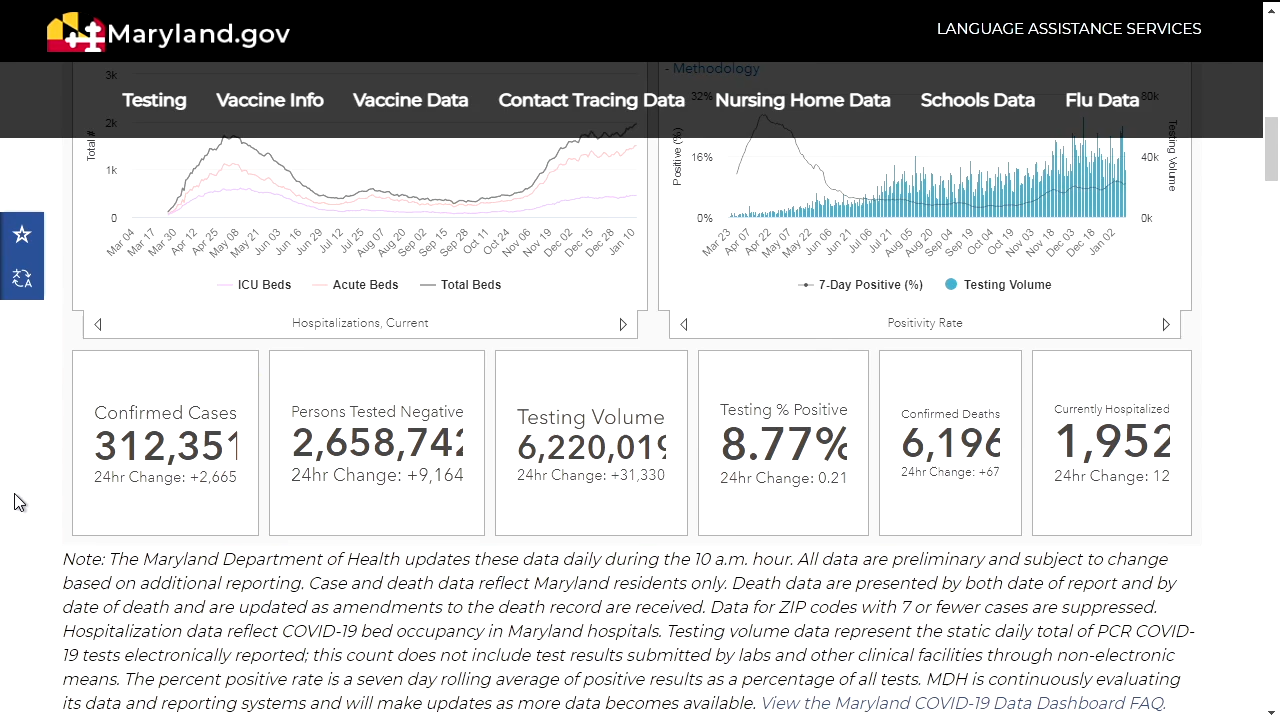 Maryland.gov
LANGUAGE ASSISTANCE SERVICES
- Methodology
Testing Vaccine Info Vaccine Data Contact Tracing Data Nursing Home Data Schools Data Flu Data
3k
2k
1k
0
Total #
Mar 04 Mar 17 Mar 30 Apr 12 Apr 25 May 08 May 21 Jun 03 Jun 16 Jun 29 Jul 12 Jul 25 Aug 07 Aug 20 Sep 02 Sep 15 Sep 28 Oct 11 Oct 24 Nov 06 Nov 19 Dec 02 Dec 15 Dec 28 Jan 10
ICU Beds Acute Beds Total Beds
Hospitalizations, Current
32%
16%
0%
Positive (%)
80k
40k
0k
Testing Volume
Mar 23 Apr 07 Apr 22 May 07 May 22 Jun 06 Jun 21 Jul 06 Jul 21 Aug 05 Aug 20 Sep 04 Sep 19 Oct 04 Oct 19 Nov 03 Nov 18 Dec 03 Dec 18 Jan 02
7-Day Positive (%) Testing Volume
Positivity Rate
Confirmed Cases
312,351
24hr Change: +2,665
Persons Tested Negative
2,658,742
24hr Change: +9,164
Testing Volume
6,220,019
24hr Change: +31,330
Testing % Positive
8.77%
24hr Change: 0.21
Confirmed Deaths
6,196
24hr Change: +67
Currently Hospitalized
1,952
24hr Change: 12
Note: The Maryland Department of Health updates these data daily during the 10 a.m. hour. All data are preliminary and subject to change
based on additional reporting. Case and death data reflect Maryland residents only. Death data are presented by both date of report and by
date of death and are updated as amendments to the death record are received. Data for ZIP codes with 7 or fewer cases are suppressed.
Hospitalization data reflect COVID-19 bed occupancy in Maryland hospitals. Testing volume data represent the static daily total of PCR COVID-
19 tests electronically reported; this count does not include test results submitted by labs and other clinical facilities through non-electronic
means. The percent positive rate is a seven day rolling average of positive results as a percentage of all tests. MDH is continuously evaluating
its data and reporting systems and will make updates as more data becomes available. View the Maryland COVID-19 Data Dashboard FAQ.